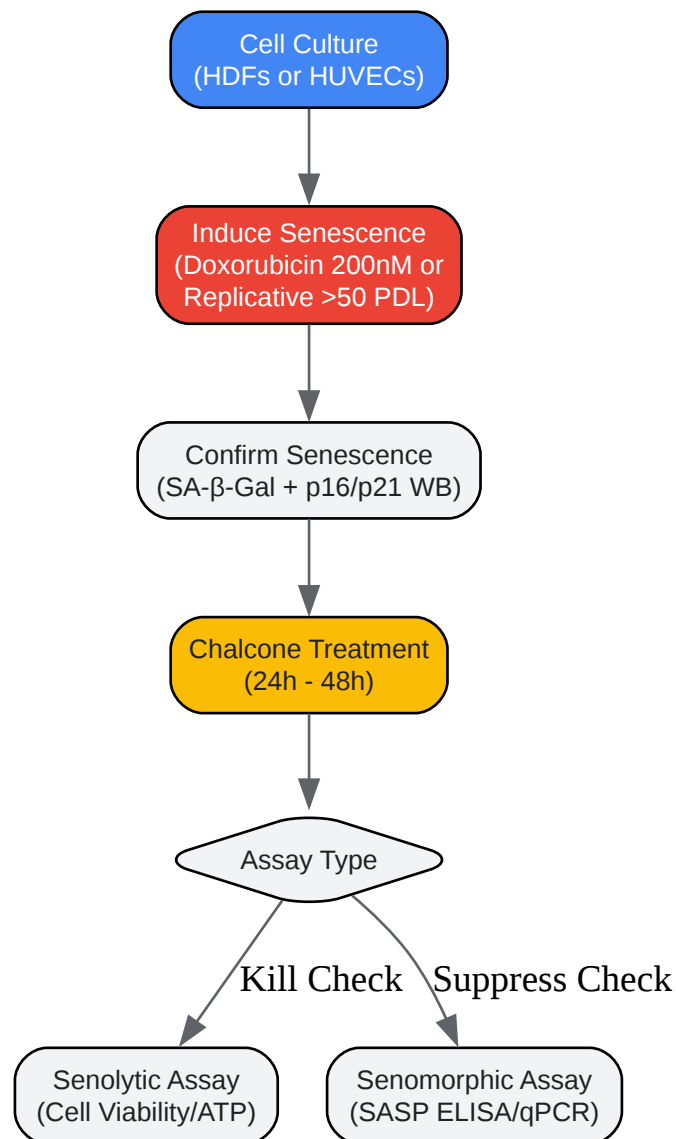 Cell Culture
(HDFs or HUVECs)
Induce Senescence
(Doxorubicin 200nM or
Replicative >50 PDL)
Confirm Senescence
(SA-β-Gal + p16/p21 WB)
Chalcone Treatment
(24h - 48h)
Assay Type
Kill Check
Suppress Check
Senolytic Assay
(Cell Viability/ATP)
Senomorphic Assay
(SASP ELISA/qPCR)